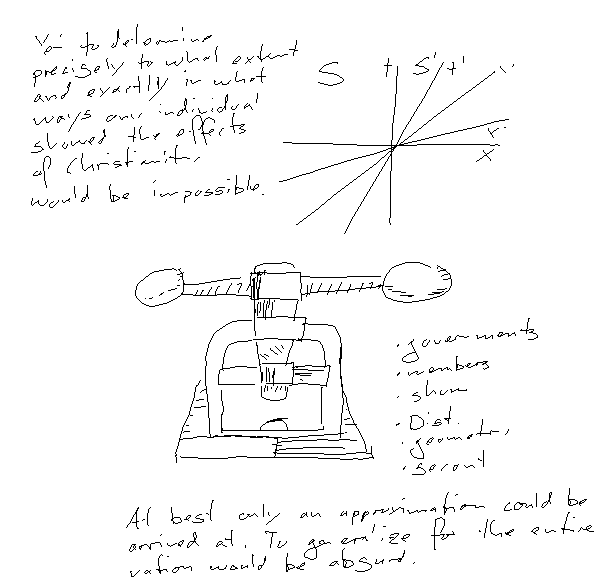 Yet to determine
precisely to what extent
and exactly in what
ways any individual
showed the effects
of Christianity
would be impossible.
S t S' t'
x'
x
• governments
• members
• show
• Dist.
• geometry
• second
At best only an approximation could be
arrived at. To generalize for the entire
nation would be absurd.